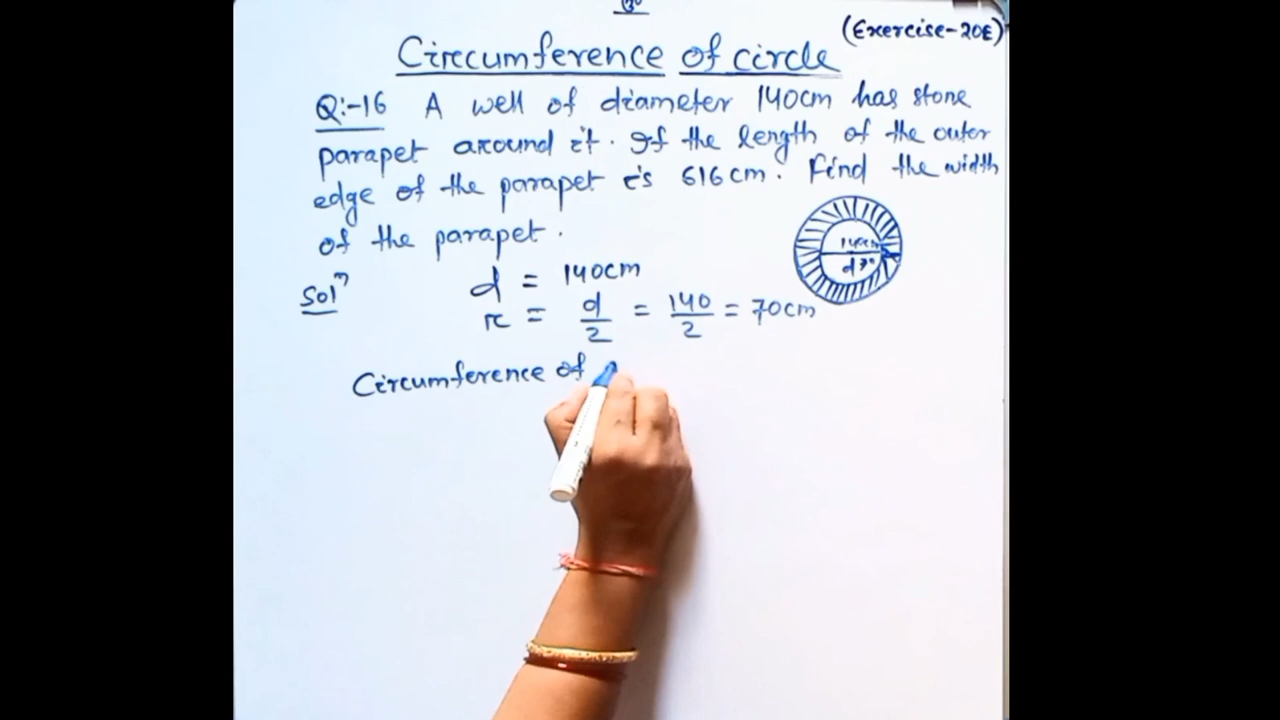 (Exercise-20E)
Circumference of circle
Q:-16 A well of diameter 140cm has stone
parapet around it. If the length of the outer
edge of the parapet is 616cm. Find the width
of the parapet.
140cm
Solⁿ
d = 140cm
r = d/2 = 140/2 = 70cm
Circumference of